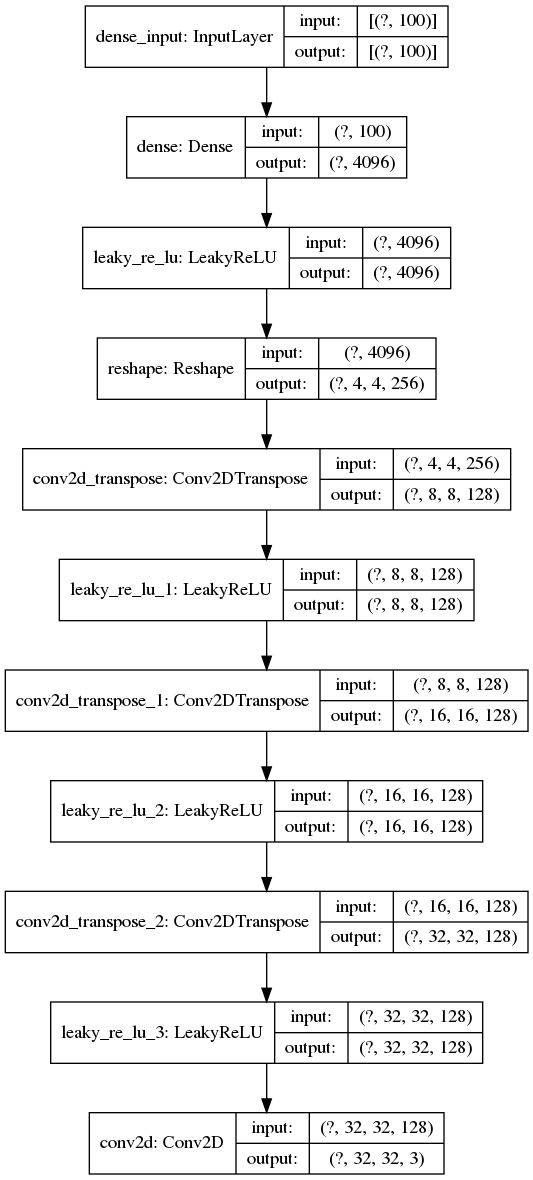 dense_input: InputLayer
input: [(?, 100)]
output: [(?, 100)]
dense: Dense
input: (?, 100)
output: (?, 4096)
leaky_re_lu: LeakyReLU
input: (?, 4096)
output: (?, 4096)
reshape: Reshape
input: (?, 4096)
output: (?, 4, 4, 256)
conv2d_transpose: Conv2DTranspose
input: (?, 4, 4, 256)
output: (?, 8, 8, 128)
leaky_re_lu_1: LeakyReLU
input: (?, 8, 8, 128)
output: (?, 8, 8, 128)
conv2d_transpose_1: Conv2DTranspose
input: (?, 8, 8, 128)
output: (?, 16, 16, 128)
leaky_re_lu_2: LeakyReLU
input: (?, 16, 16, 128)
output: (?, 16, 16, 128)
conv2d_transpose_2: Conv2DTranspose
input: (?, 16, 16, 128)
output: (?, 32, 32, 128)
leaky_re_lu_3: LeakyReLU
input: (?, 32, 32, 128)
output: (?, 32, 32, 128)
conv2d: Conv2D
input: (?, 32, 32, 128)
output: (?, 32, 32, 3)